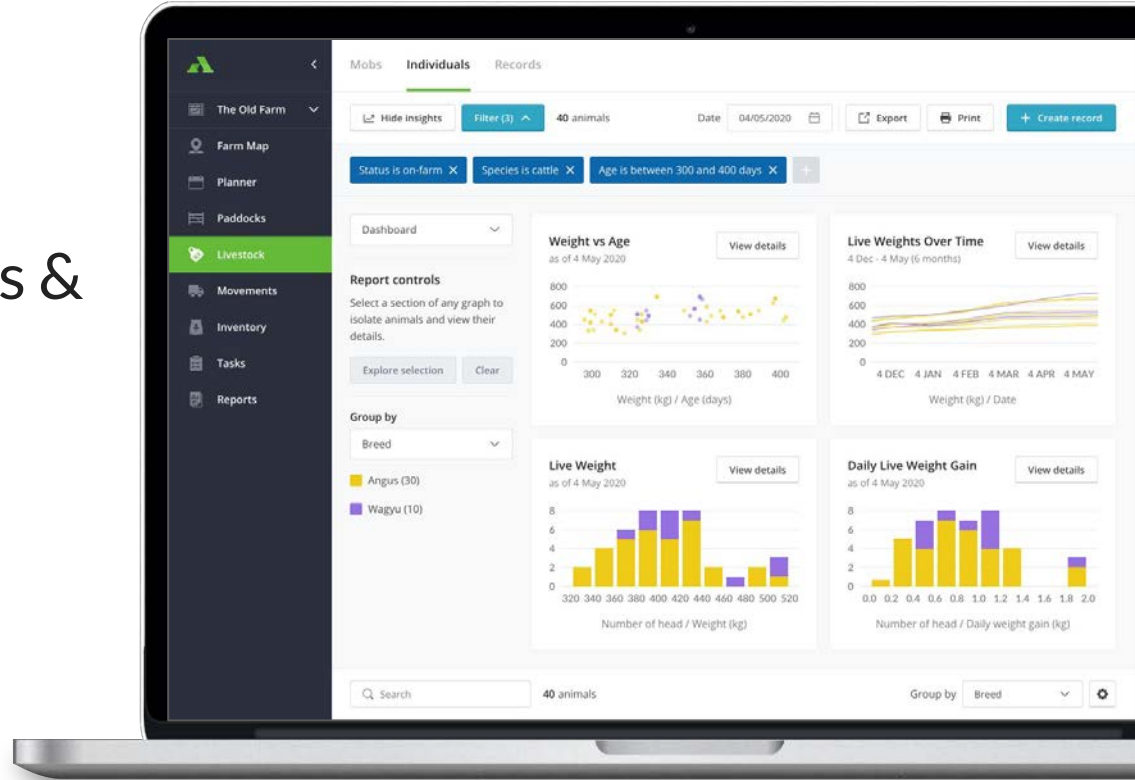 s &
Mobs Individuals Records
The Old Farm
Hide insights Filter (3) 40 animals Date 04/05/2020 Export Print + Create record
Farm Map
Status is on-farm X Species is cattle X Age is between 300 and 400 days X +
Planner
Paddocks
Livestock
Movements
Inventory
Tasks
Reports
Dashboard
Report controls
Select a section of any graph to
isolate animals and view their
details.
Explore selection Clear
Group by
Breed
Angus (30)
Wagyu (10)
Weight vs Age
as of 4 May 2020
View details
800
600
400
200
0
300 320 340 360 380 400
Weight (kg) / Age (days)
Live Weights Over Time
4 Dec - 4 May (6 months)
View details
800
600
400
200
0
4 DEC 4 JAN 4 FEB 4 MAR 4 APR 4 MAY
Weight (kg) / Date
Live Weight
as of 4 May 2020
View details
8
6
4
2
0
320 340 360 380 400 420 440 460 480 500 520
Number of head / Weight (kg)
Daily Live Weight Gain
as of 4 May 2020
View details
8
6
4
2
0
0.0 0.2 0.4 0.6 0.8 1.0 1.2 1.4 1.6 1.8 2.0
Number of head / Daily weight gain (kg)
Search 40 animals Group by Breed